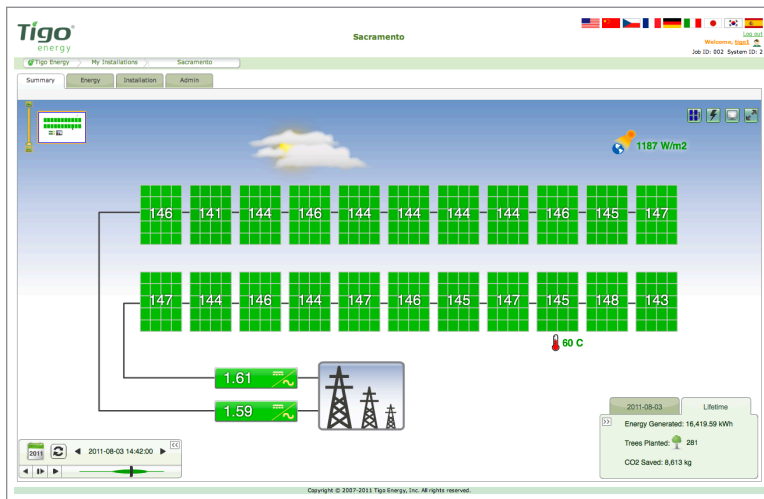 Tigo
energy
Sacramento
Log out
Welcome, tigo1
Job ID: 002 System ID: 2
Tigo Energy My Installations Sacramento
Summary Energy Installation Admin
1187 W/m2
146 141 144 146 144 144 144 144 146 145 147
147 144 146 144 147 146 145 147 145 148 143
60 C
1.61
1.59
2011-08-03 Lifetime
Energy Generated: 16,419.59 kWh
Trees Planted: 281
CO2 Saved: 8,613 kg
2011 2011-08-03 14:42:00
Copyright © 2007-2011 Tigo Energy, Inc. All rights reserved.